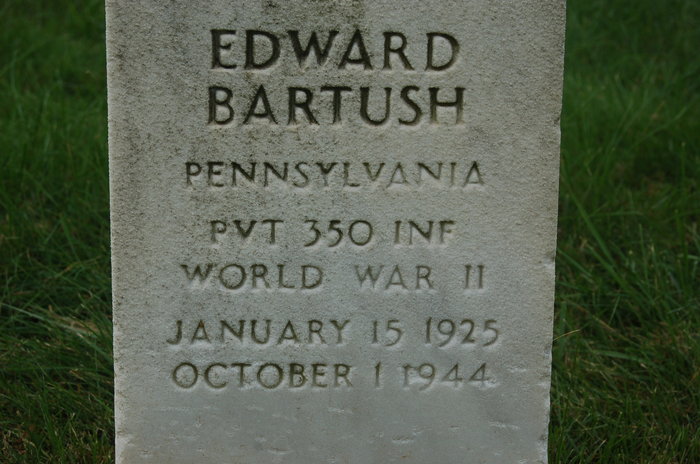 EDWARD
BARTUSH
PENNSYLVANIA
PVT 350 INF
WORLD WAR II
JANUARY 15 1925
OCTOBER 1 1944